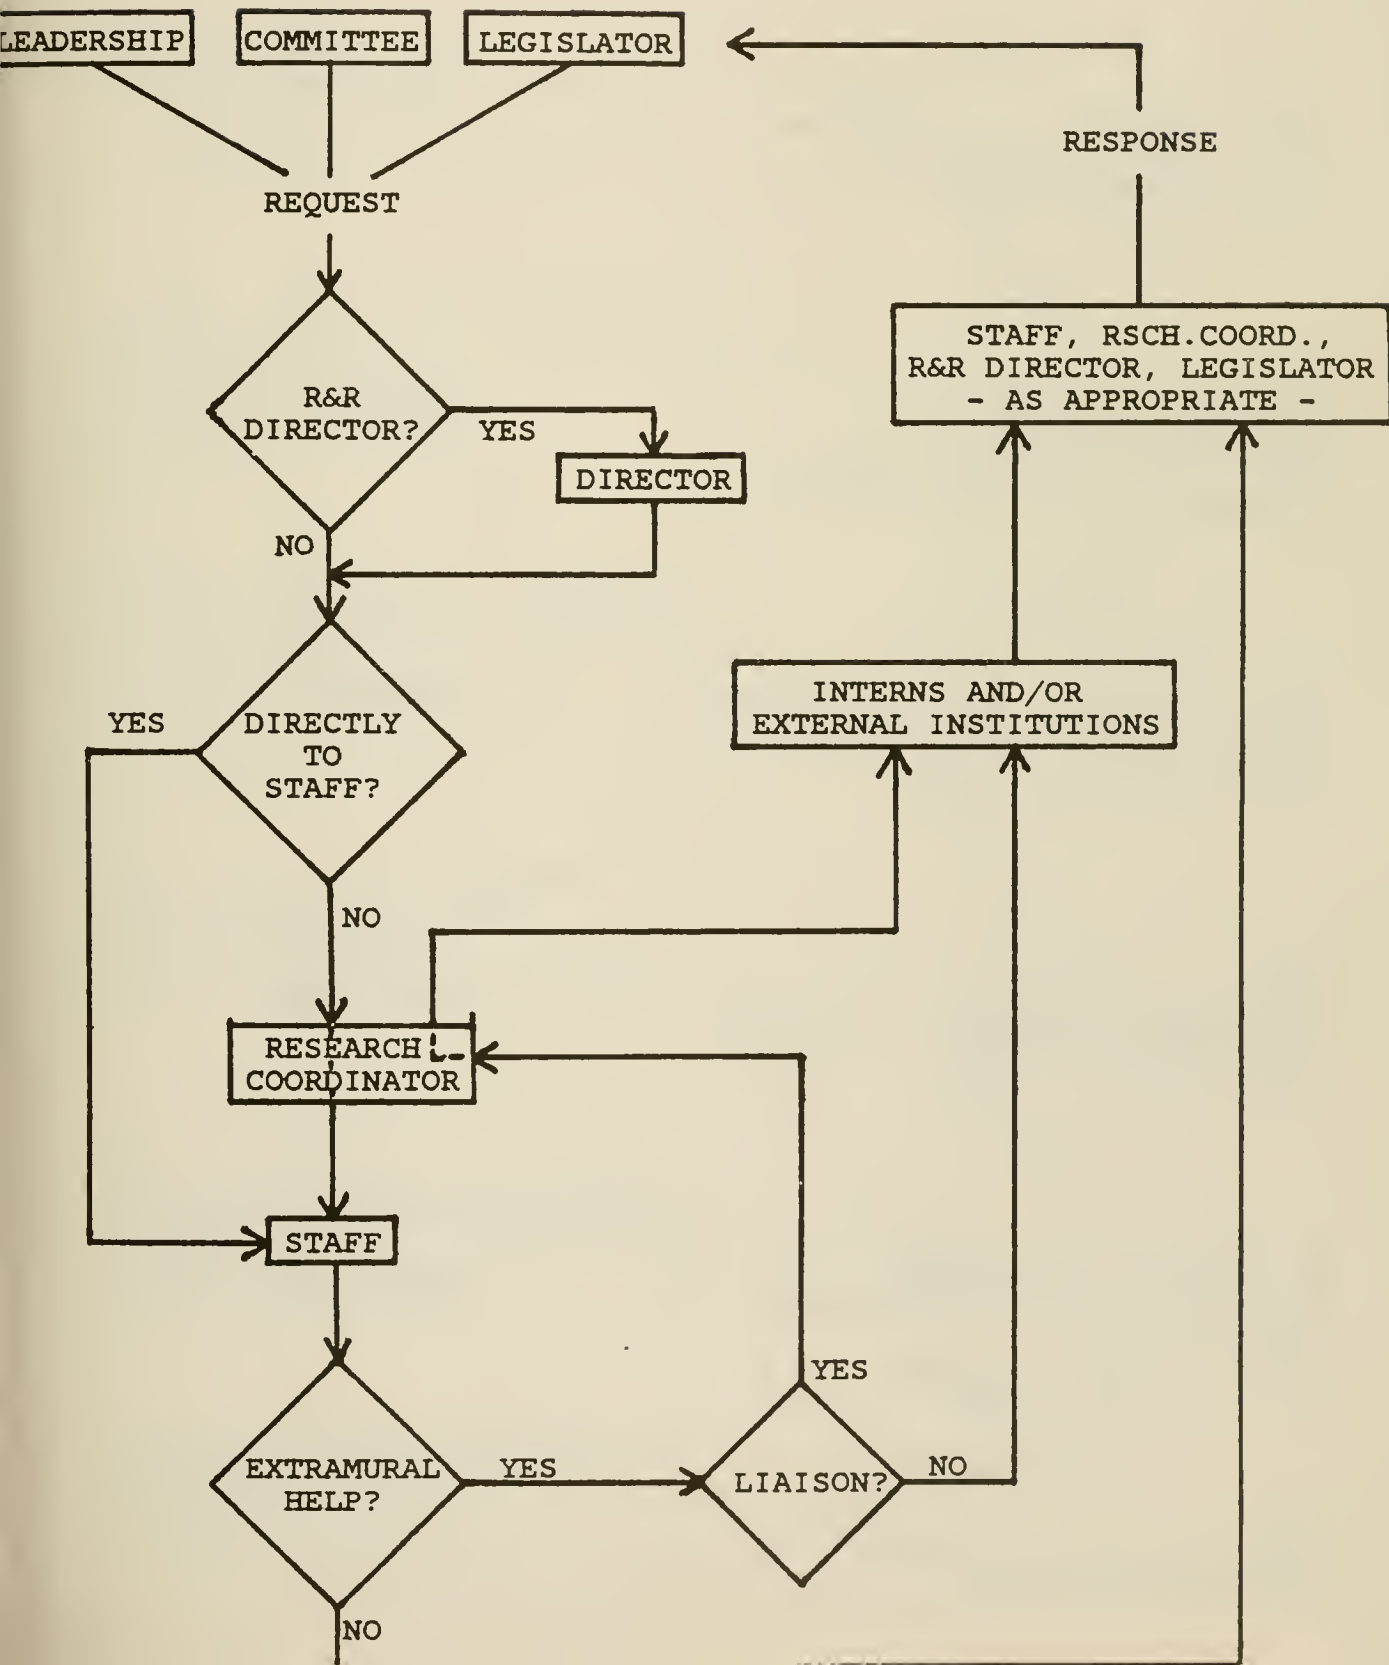 LEADERSHIP
COMMITTEE
LEGISLATOR
RESPONSE
REQUEST
STAFF, RSCH.COORD.,
R&R DIRECTOR, LEGISLATOR
- AS APPROPRIATE -
R&R
DIRECTOR?
YES
DIRECTOR
NO
INTERNS AND/OR
EXTERNAL INSTITUTIONS
YES
DIRECTLY
TO
STAFF?
NO
RESEARCH
COORDINATOR
STAFF
YES
EXTRAMURAL
HELP?
YES
LIAISON?
NO
NO